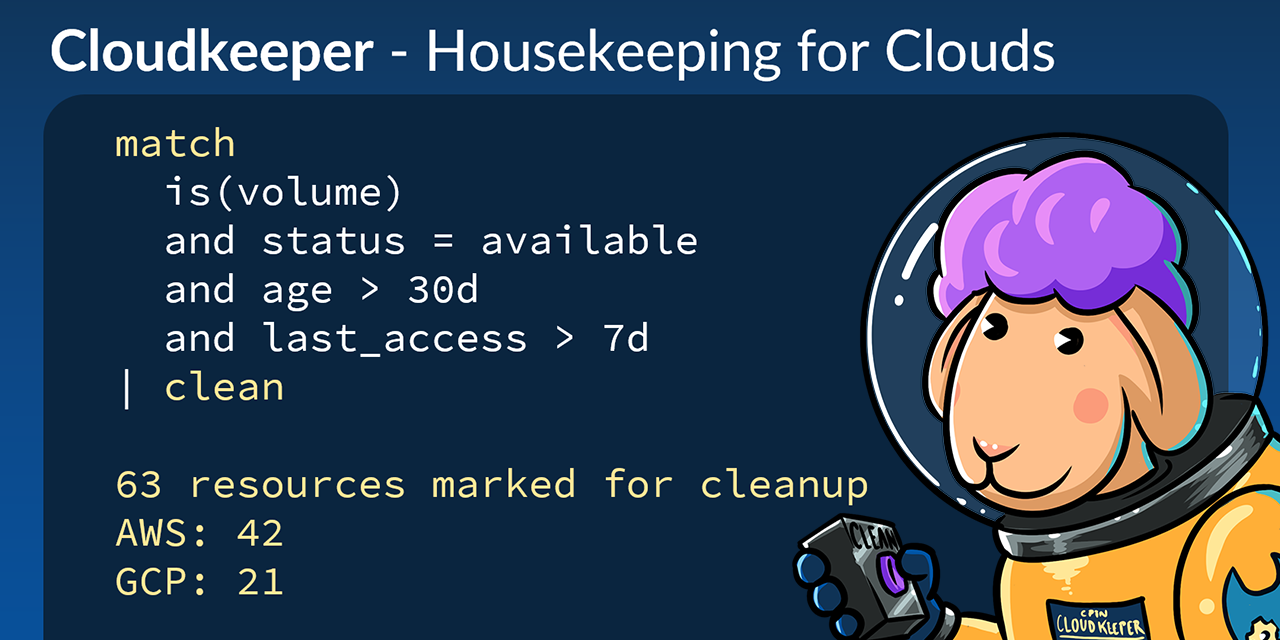 Cloudkeeper - Housekeeping for Clouds
match
is(volume)
and status = available
and age > 30d
and last_access > 7d
| clean
63 resources marked for cleanup
AWS: 42
GCP: 21
CLEAN
CPTN
CLOUDKEEPER